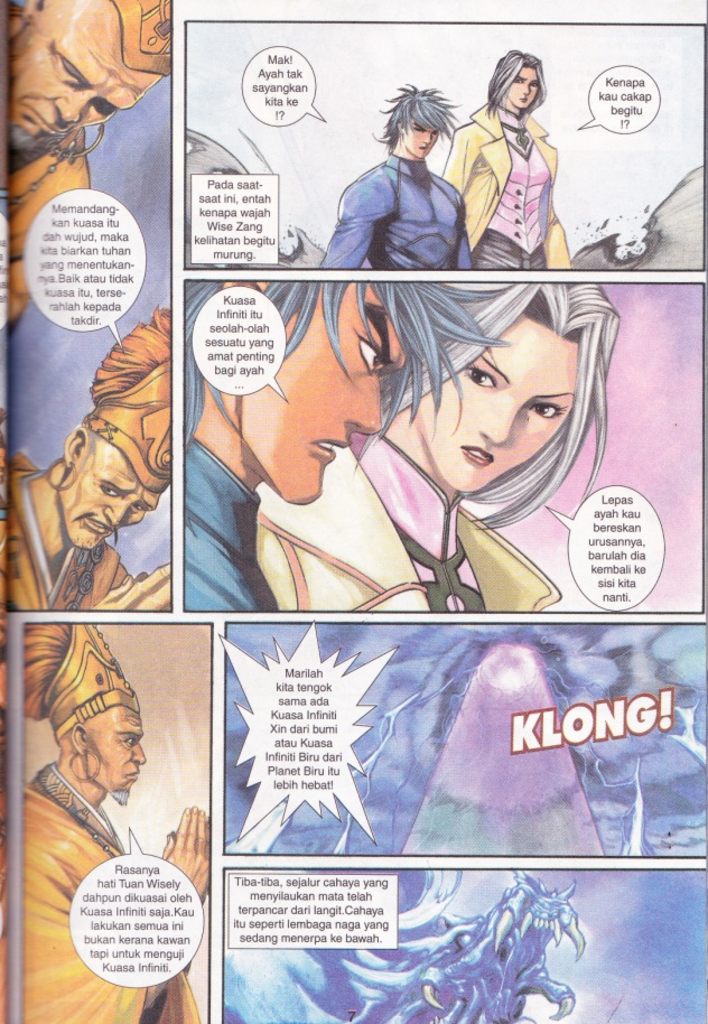 Mak!
Ayah tak
sayangkan
kita ke
!?
Kenapa
kau cakap
begitu
!?
Pada saat-
saat ini, entah
kenapa wajah
Wise Zang
kelihatan begitu
murung.
Memandang-
kan kuasa itu
dah wujud, maka
kita biarkan tuhan
yang menentukan-
nya.Baik atau tidak
kuasa itu, terse-
rahlah kepada
takdir.
Kuasa
Infiniti itu
seolah-olah
sesuatu yang
amat penting
bagi ayah
...
Lepas
ayah kau
bereskan
urusannya,
barulah dia
kembali ke
sisi kita
nanti.
Marilah
kita tengok
sama ada
Kuasa Infiniti
Xin dari bumi
atau Kuasa
Infiniti Biru dari
Planet Biru itu
lebih hebat!
KLONG!
Rasanya
hati Tuan Wisely
dahpun dikuasai oleh
Kuasa Infiniti saja.Kau
lakukan semua ini
bukan kerana kawan
tapi untuk menguji
Kuasa Infiniti.
Tiba-tiba, sejalur cahaya yang
menyilaukan mata telah
terpancar dari langit.Cahaya
itu seperti lembaga naga yang
sedang menerpa ke bawah.
7